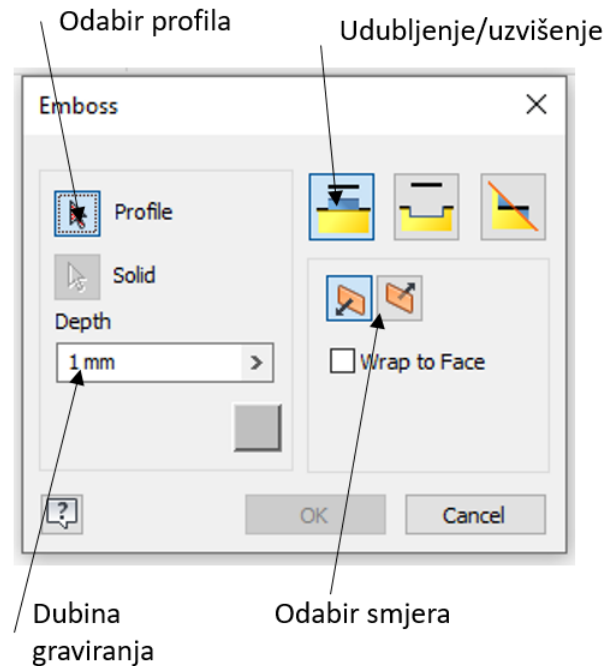 Odabir profila
Udubljenje/uzvišenje
Emboss
Profile
Solid
Depth
1 mm
Wrap to Face
OK
Cancel
Dubina
graviranja
Odabir smjera